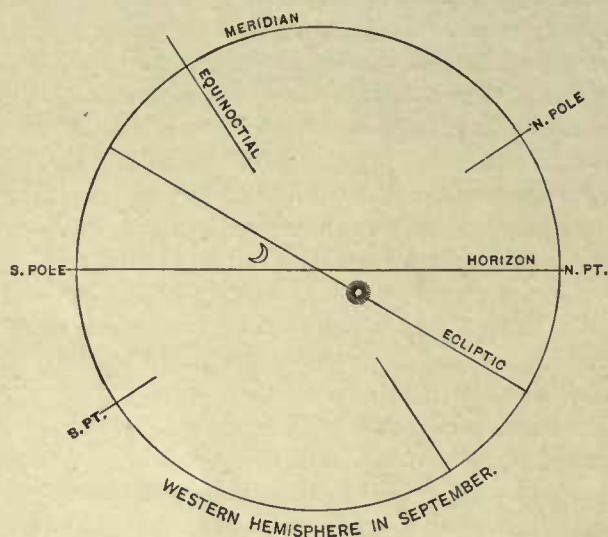 MERIDIAN
EQUINOCTIAL
N. POLE
S. POLE
HORIZON
N. PT.
ECLIPTIC
S. PT.
WESTERN HEMISPHERE IN SEPTEMBER.